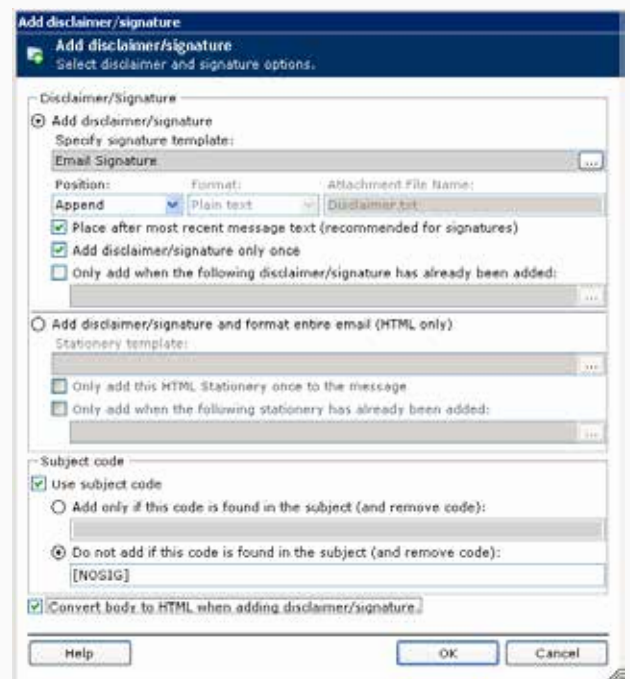 Add disclaimer/signature
Add disclaimer/signature
Select disclaimer and signature options.
Disclaimer/Signature
Add disclaimer/signature
Specify signature template:
Email Signature ...
Position: Format: Attachment File Name:
Append Plain text Disclaimer.txt
Place after most recent message text (recommended for signatures)
Add disclaimer/signature only once
Only add when the following disclaimer/signature has already been added:
...
Add disclaimer/signature and format entire email (HTML only)
Stationery template:
...
Only add this HTML Stationery once to the message
Only add when the following stationery has already been added:
...
Subject code
Use subject code
Add only if this code is found in the subject (and remove code):
Do not add if this code is found in the subject (and remove code):
[NOSIG]
Convert body to HTML when adding disclaimer/signature.
Help OK Cancel